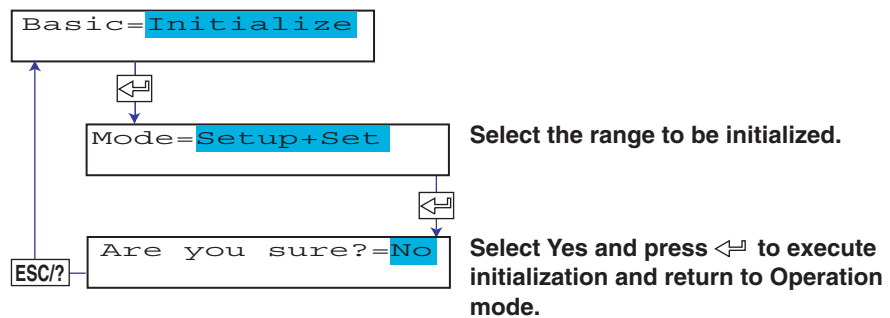 Basic=Initialize
Mode=Setup+Set
Select the range to be initialized.
Are you sure?=No
ESC/?
Select Yes and press to execute
initialization and return to Operation
mode.